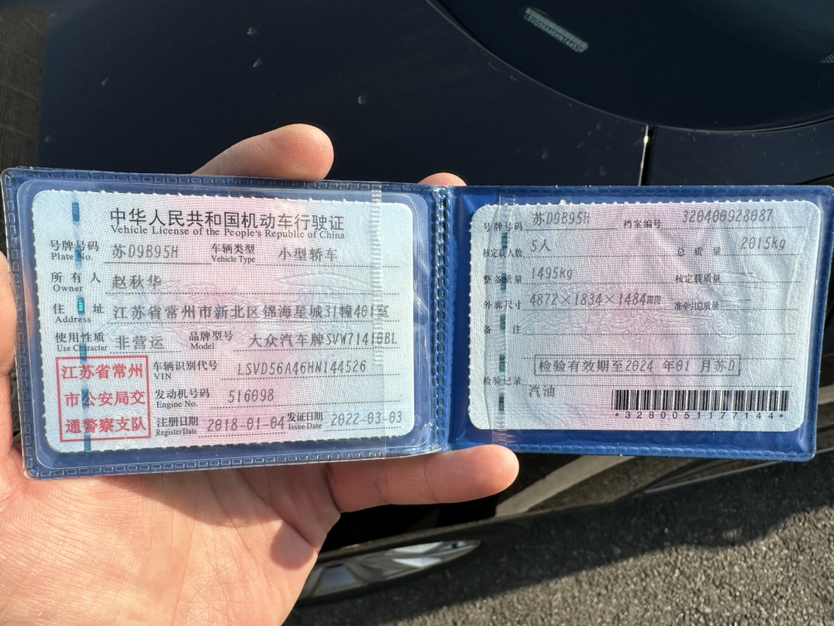 中华人民共和国机动车行驶证
Vehicle License of the People's Republic of China
号牌号码 苏D9B95H 车辆类型 小型轿车
Plate No. Vehicle Type
所有人 赵秋华
Owner
住址 江苏省常州市新北区锦海星城31幢401室
Address
使用性质 非营运 品牌型号 大众汽车牌SVW71410BL
Use Character Model
江苏省常州
市公安局交
通警察支队
车辆识别代号 LSVD56A46HN144526
VIN
发动机号码 516098
Engine No.
注册日期 2018-01-04 发证日期 2022-03-03
Register Date Issue Date
号牌号码 苏D9B95H 档案编号 320400928087
核定载人数 5人 总质量 2015kg
整备质量 1495kg 核定载质量
外廓尺寸 4872×1834×1484mm 准牵引总质量
备注
检验有效期至2024 年01 月苏D
检验记录
汽油
*3280051177144*